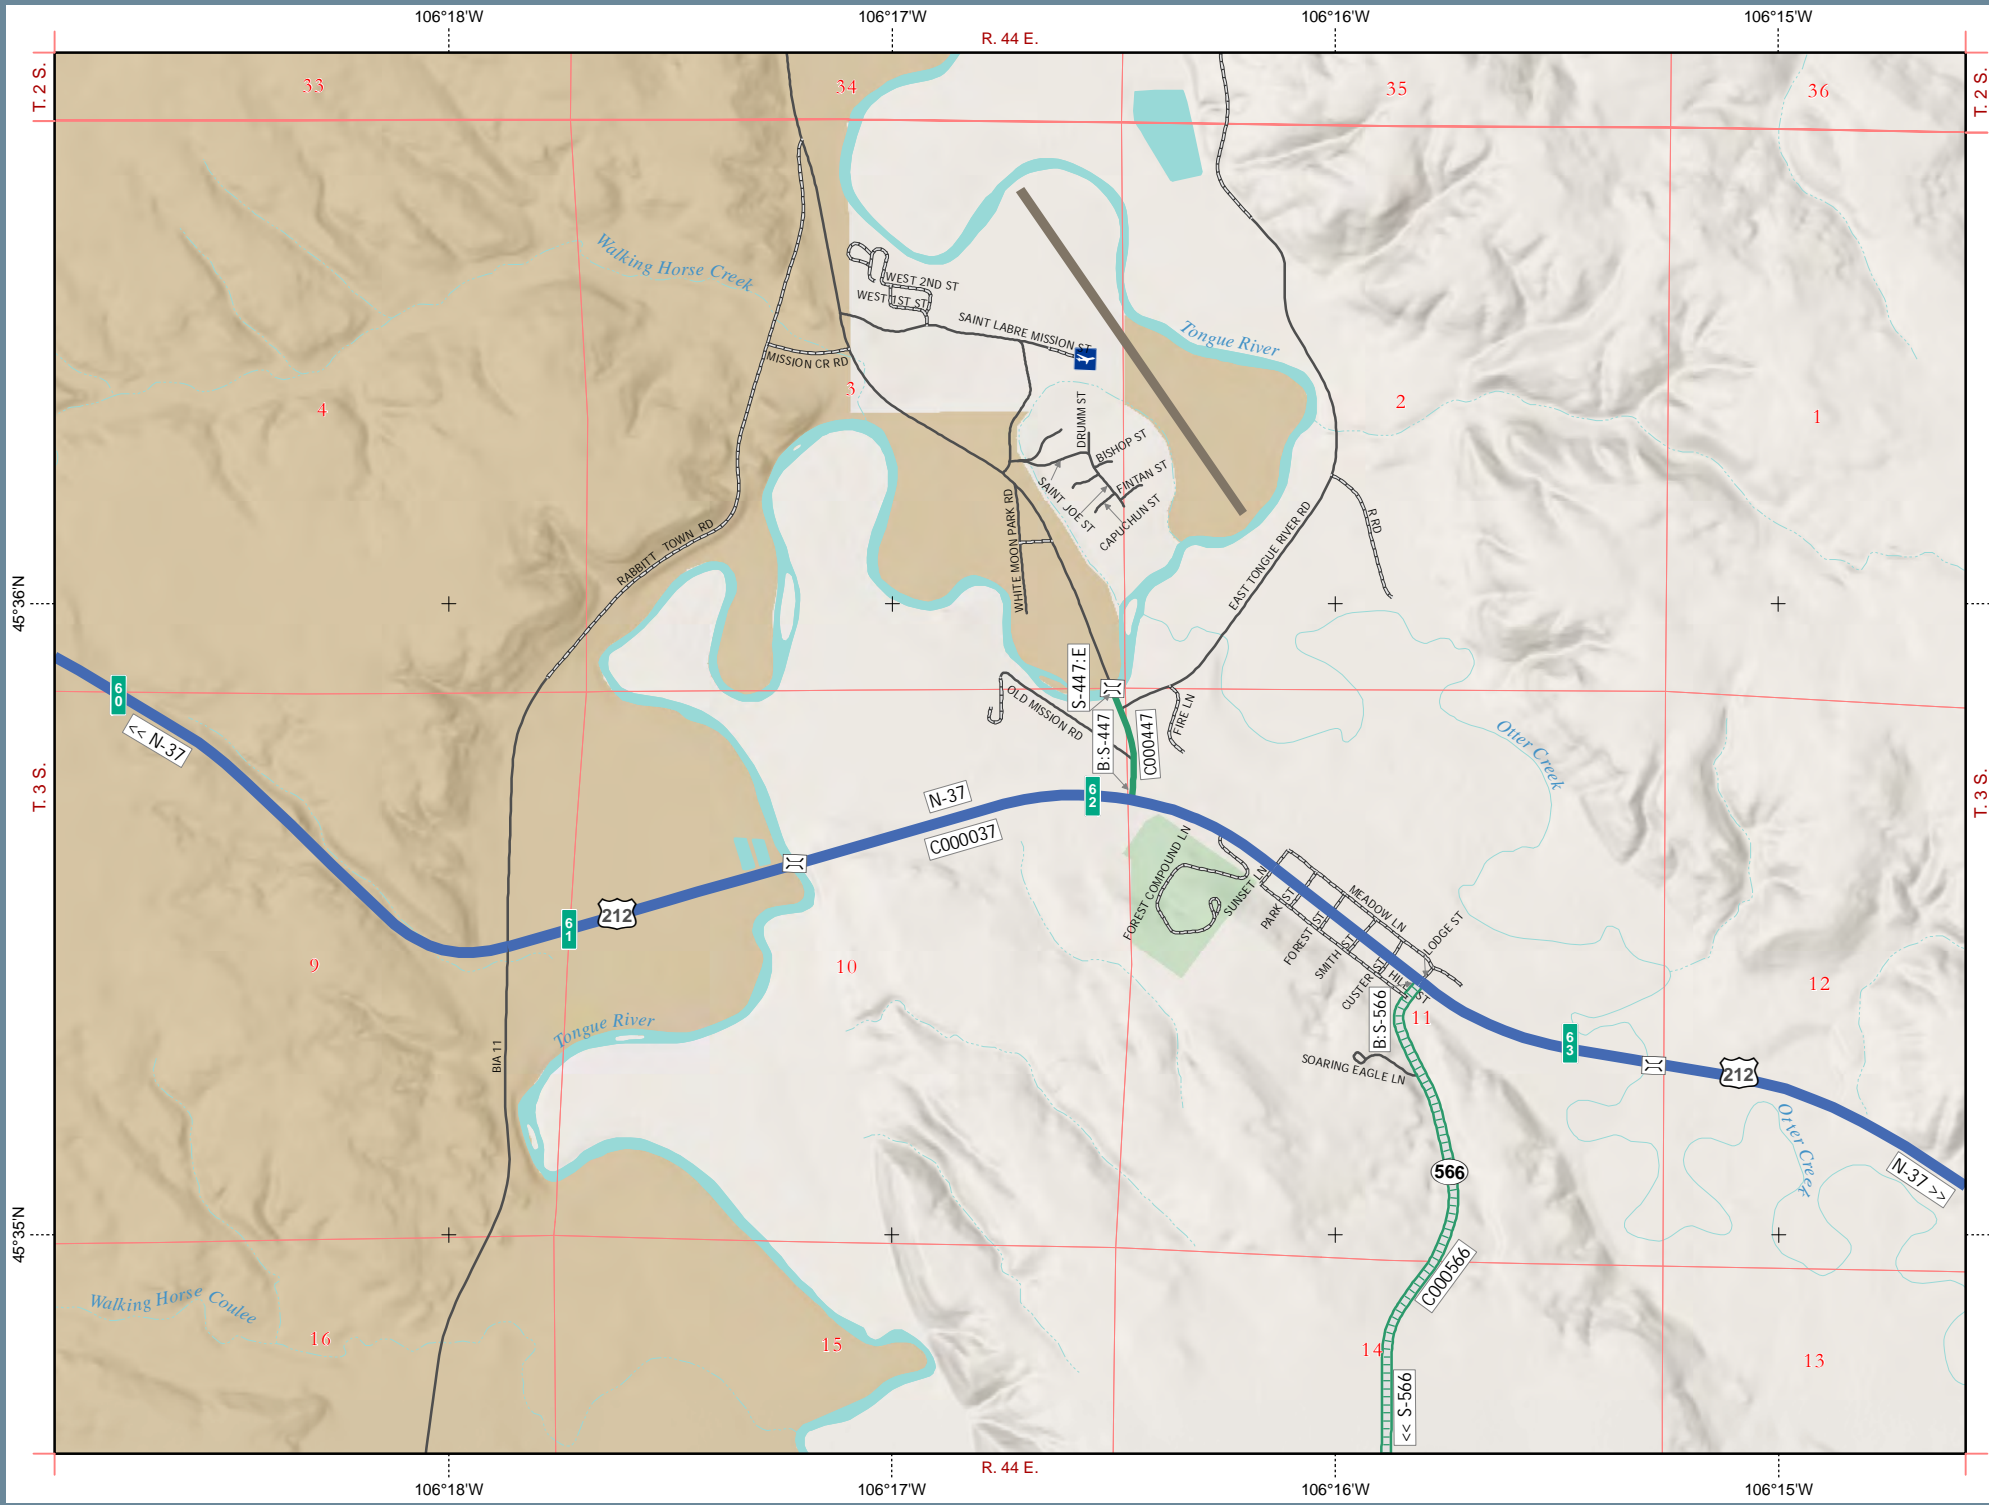 106°18'W
106°17'W
106°16'W
106°15'W
R. 44 E.
T. 2 S.
T. 2 S.
33
34
35
36
Walking Horse Creek
WEST 2ND ST
WEST 1ST ST
SAINT LABRE MISSION ST
Tongue River
MISSION CR RD
3
4
2
1
DRUMM ST
BISHOP ST
FINTAN ST
SAINT JOE ST
CAPUCHUN ST
WHITE MOON PARK RD
RABBITT TOWN RD
EAST TONGUE RIVER RD
R RD
45°36'N
S-447:E
60
<< N-37
OLD MISSION RD
B:S-447
C000447
FIRE LN
Otter Creek
T. 3 S.
T. 3 S.
N-37
62
C000037
FOREST COMPOUND LN
SUNSET LN
PARK ST
FOREST ST
SMITH ST
CUSTER ST
HILL ST
MEADOW LN
LODGE ST
212
61
9
10
12
B:S-566
11
63
Tongue River
BIA 11
SOARING EAGLE LN
212
Otter Creek
566
N-37 >>
45°35'N
C000566
Walking Horse Coulee
16
15
14
13
<< S-566
R. 44 E.
106°18'W
106°17'W
106°16'W
106°15'W